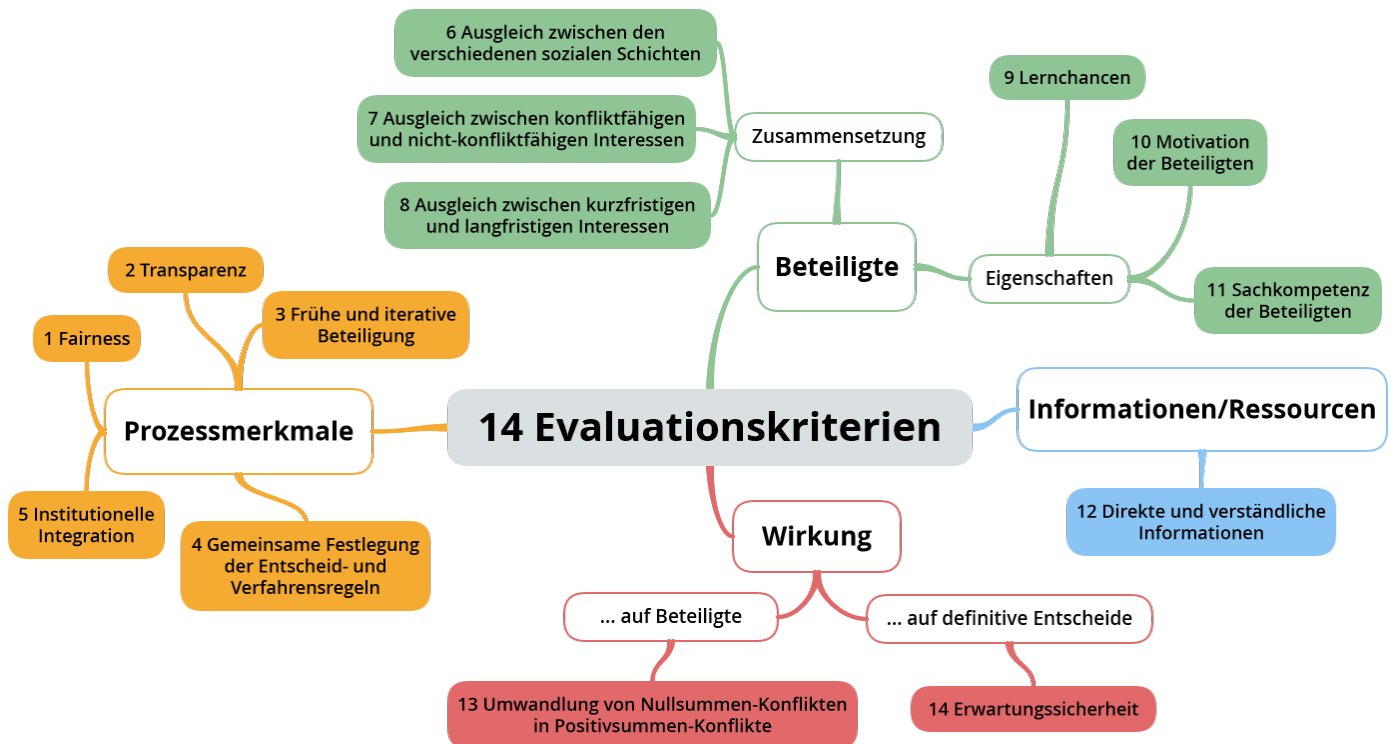 14 Evaluationskriterien
Prozessmerkmale
1 Fairness
2 Transparenz
3 Frühe und iterative
Beteiligung
4 Gemeinsame Festlegung
der Entscheid- und
Verfahrensregeln
5 Institutionelle
Integration
Beteiligte
Zusammensetzung
6 Ausgleich zwischen den
verschiedenen sozialen Schichten
7 Ausgleich zwischen konfliktfähigen
und nicht-konfliktfähigen Interessen
8 Ausgleich zwischen kurzfristigen
und langfristigen Interessen
Eigenschaften
9 Lernchancen
10 Motivation
der Beteiligten
11 Sachkompetenz
der Beteiligten
Informationen/Ressourcen
12 Direkte und verständliche
Informationen
Wirkung
... auf Beteiligte
13 Umwandlung von Nullsummen-Konflikten
in Positivsummen-Konflikte
... auf definitive Entscheide
14 Erwartungssicherheit